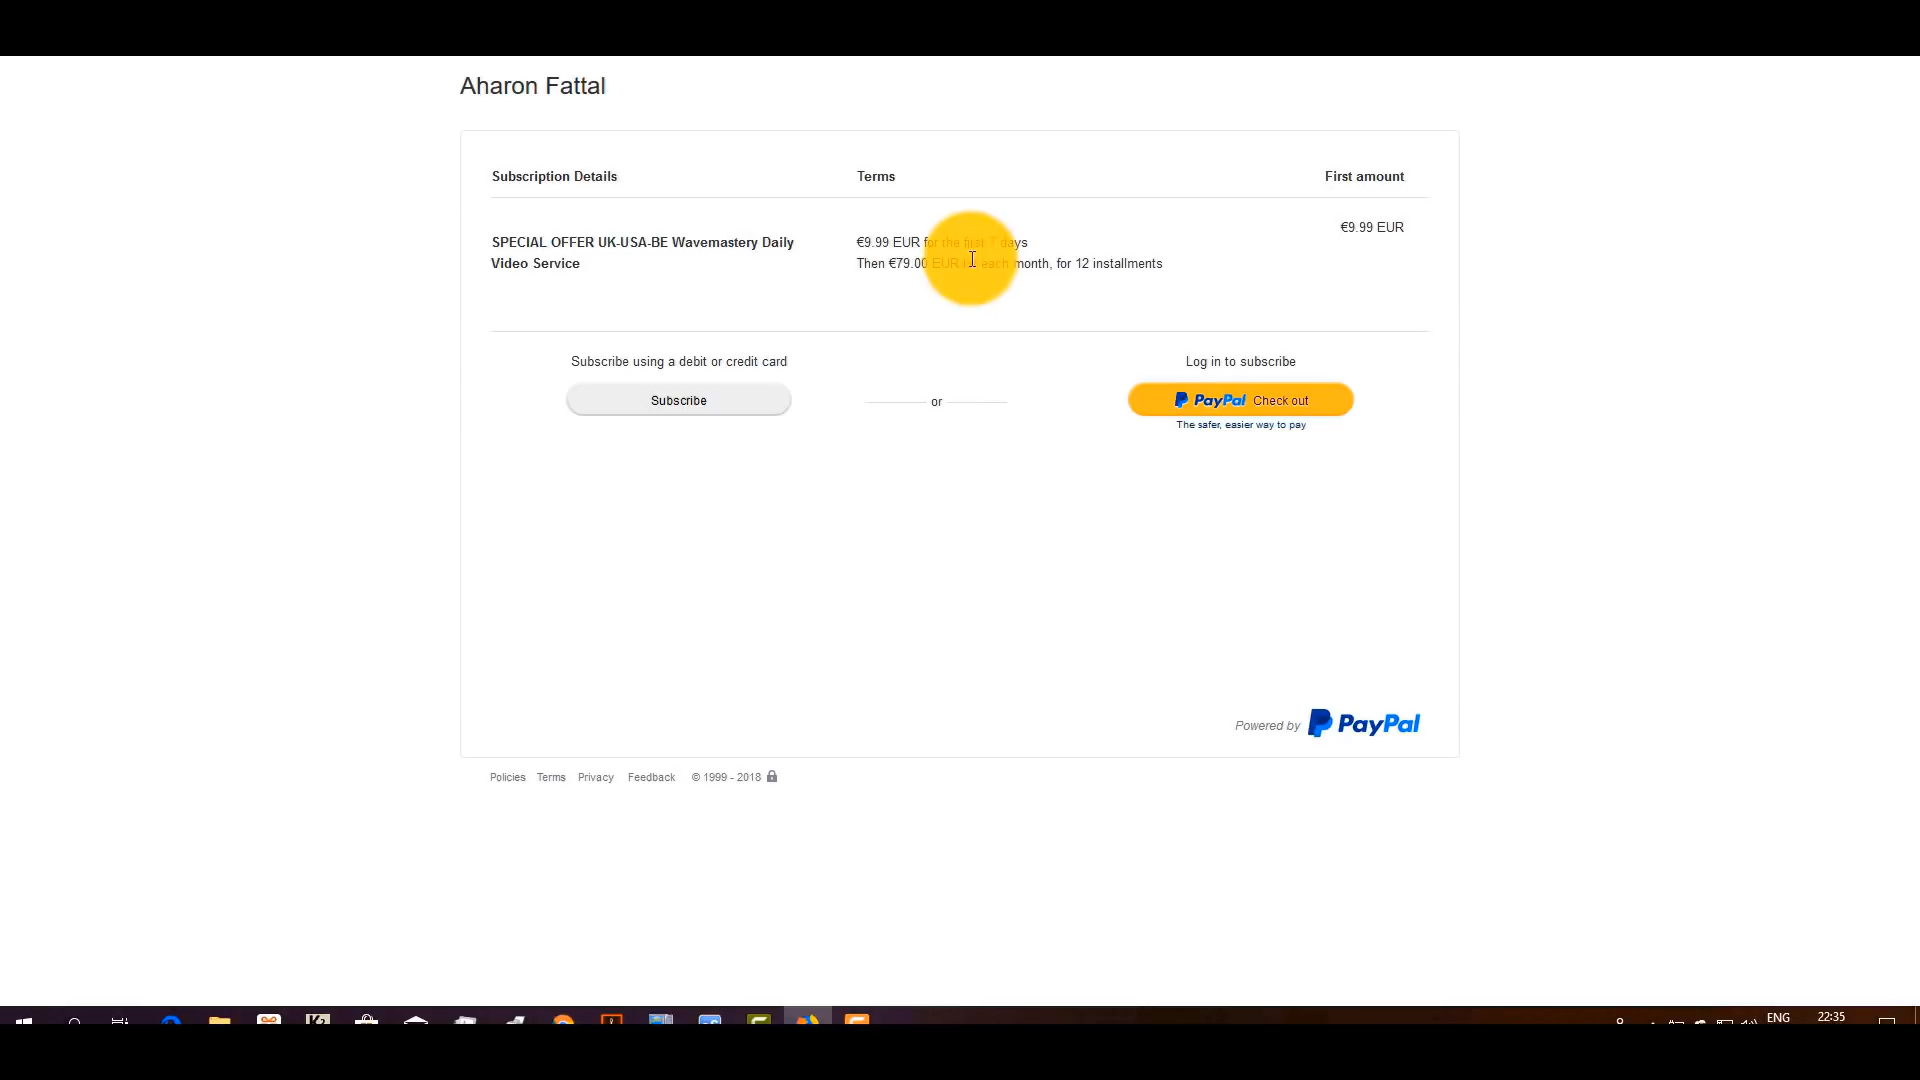 Aharon Fattal
Subscription Details
Terms
First amount
€9.99 EUR
SPECIAL OFFER UK-USA-BE Wavemastery Daily
Video Service
€9.99 EUR for the first 7 days
Then €79.00 EUR each month, for 12 installments
Subscribe using a debit or credit card
Subscribe
or
Log in to subscribe
PayPal Check out
The safer, easier way to pay
Powered by PayPal
Policies Terms Privacy Feedback © 1999 - 2018
ENG 22:35